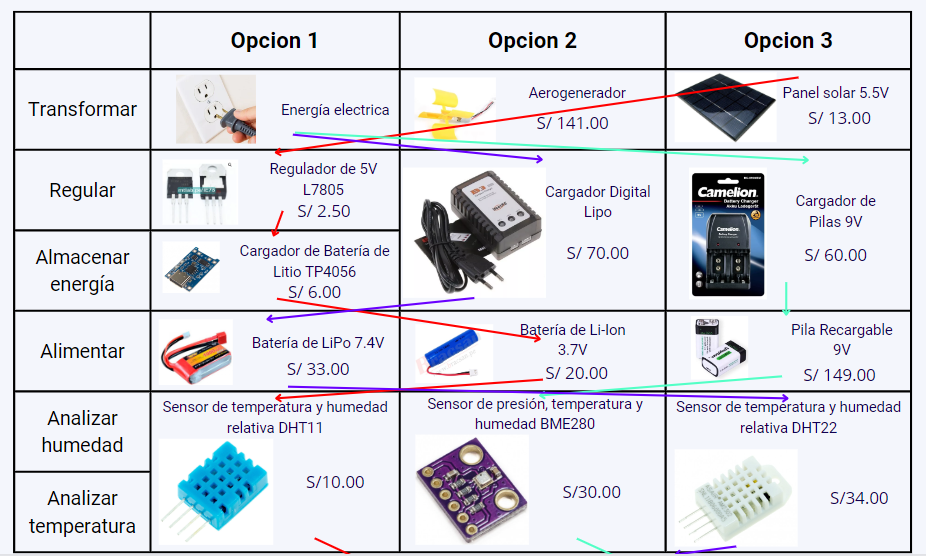 Opcion 1
Opcion 2
Opcion 3
Transformar
Energía electrica
Aerogenerador
S/ 141.00
Panel solar 5.5V
S/ 13.00
Regular
Regulador de 5V
L7805
S/ 2.50
Cargador Digital
Lipo
S/ 70.00
Camelion
Cargador de
Pilas 9V
S/ 60.00
Almacenar
energía
Cargador de Batería de
Litio TP4056
S/ 6.00
Alimentar
Batería de LiPo 7.4V
S/ 33.00
Batería de Li-Ion
3.7V
S/ 20.00
Pila Recargable
9V
S/ 149.00
Analizar
humedad
Sensor de temperatura y humedad
relativa DHT11
S/10.00
Sensor de presión, temperatura y
humedad BME280
S/30.00
Sensor de temperatura y humedad
relativa DHT22
S/34.00
Analizar
temperatura